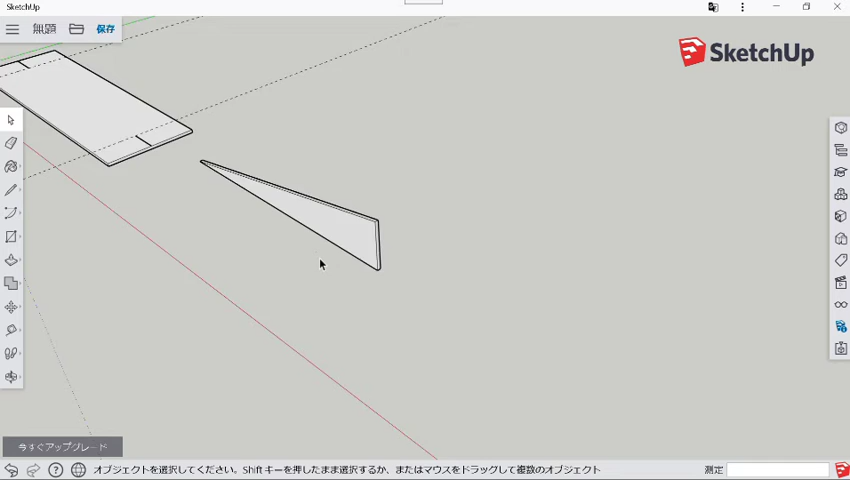 SketchUp
無題
保存
SketchUp
今すぐアップグレード
オブジェクトを選択してください。Shift キーを押したまま選択するか、またはマウスをドラッグして複数のオブジェクト
測定